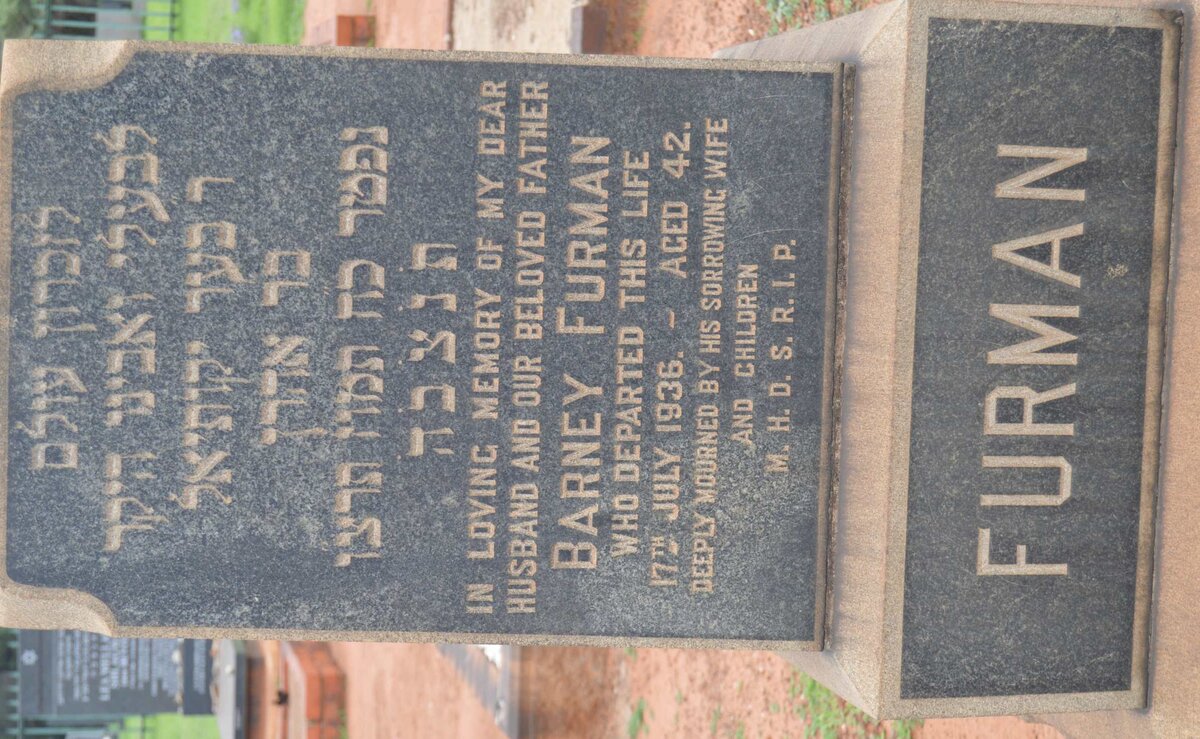 לזכרון עולם
לבעלי ואבינו היקר
ר בער יקותיאל
בר אהרן
נפטר כח תמוז תרצו
ת נ צ ב ה
IN LOVING MEMORY OF MY DEAR
HUSBAND AND OUR BELOVED FATHER
BARNEY FURMAN
WHO DEPARTED THIS LIFE
17TH JULY 1936. – AGED 42.
DEEPLY MOURNED BY HIS SORROWING WIFE
AND CHILDREN
M. H. D. S. R. I. P.
FURMAN